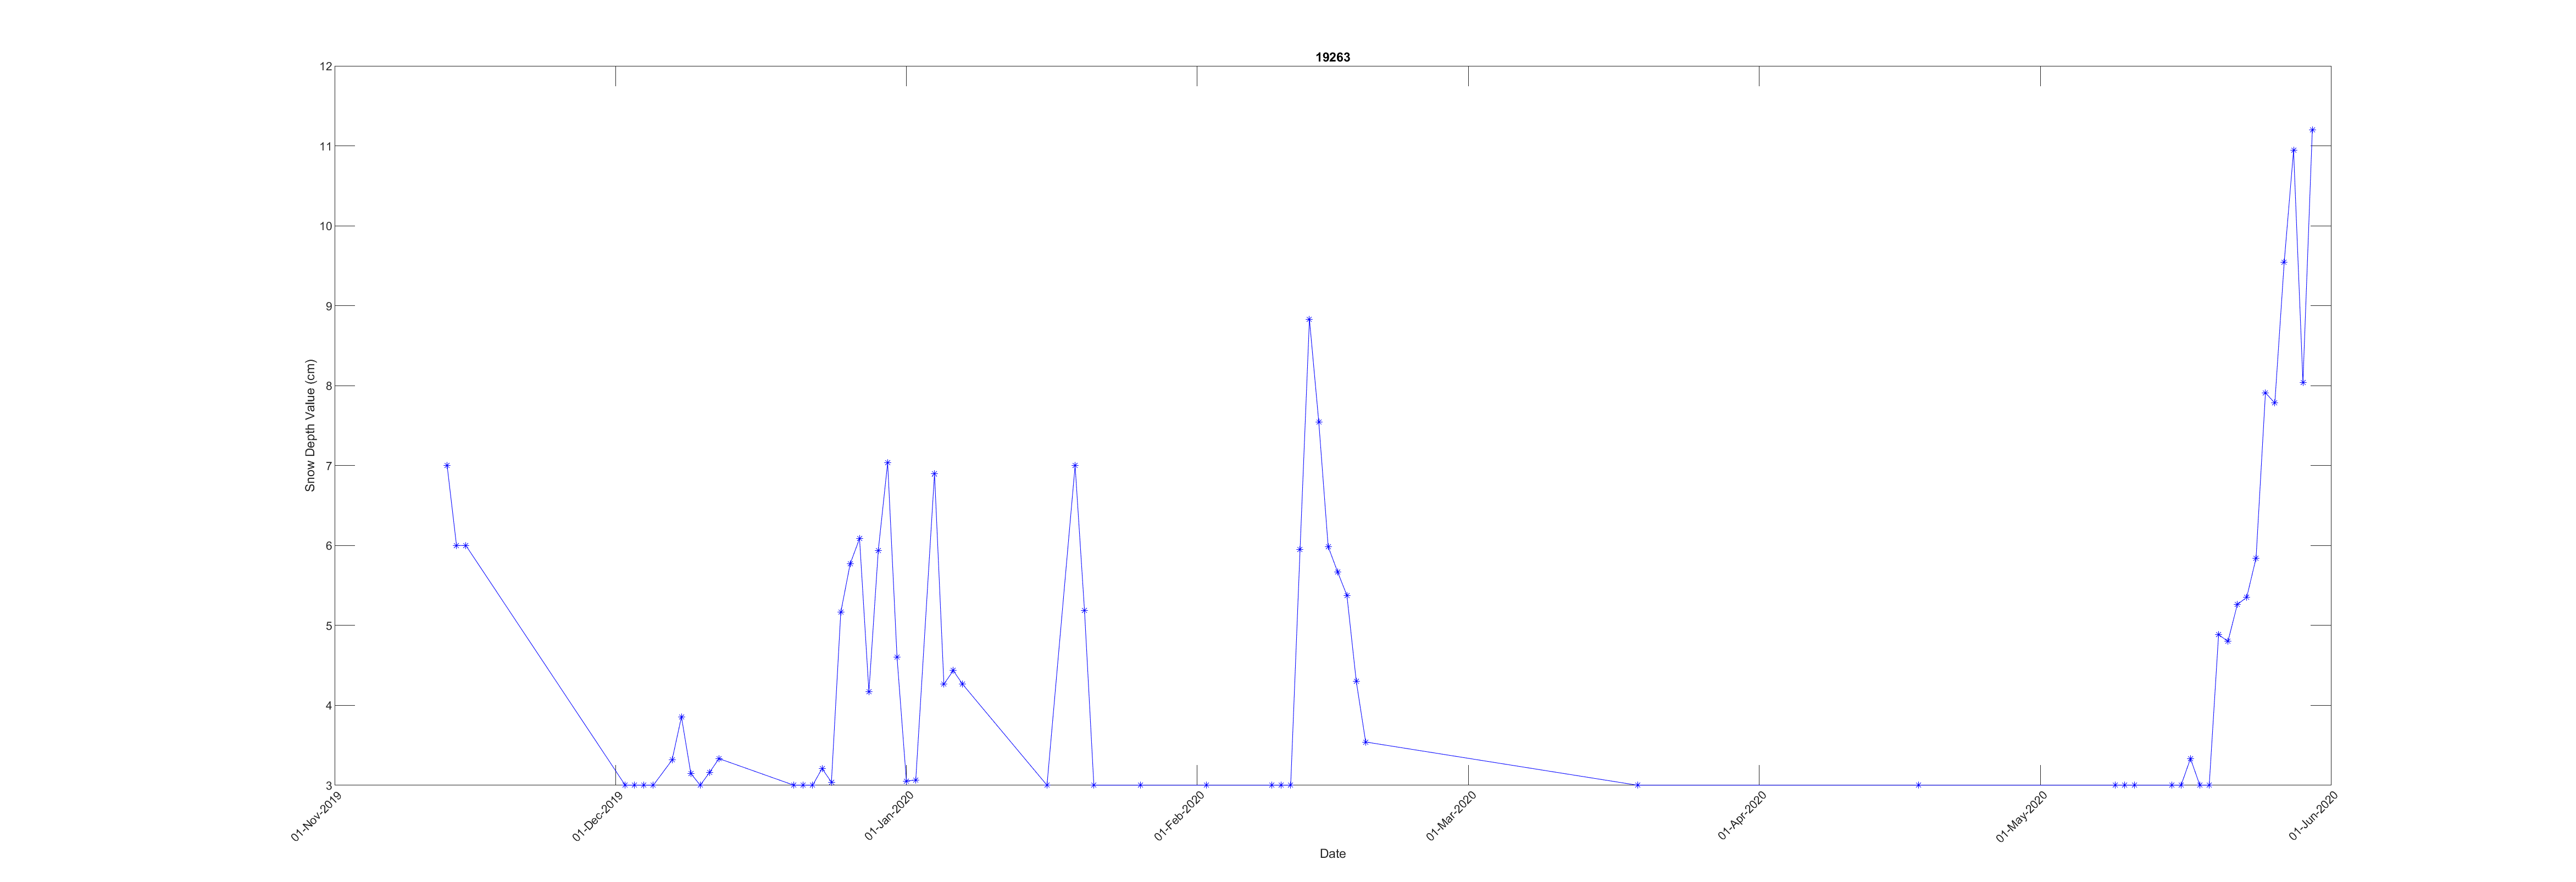 19263
12
11
10
9
8
7
6
5
4
3
Snow Depth Value (cm)
01-Nov-2019
01-Dec-2019
01-Jan-2020
01-Feb-2020
01-Mar-2020
01-Apr-2020
01-May-2020
01-Jun-2020
Date